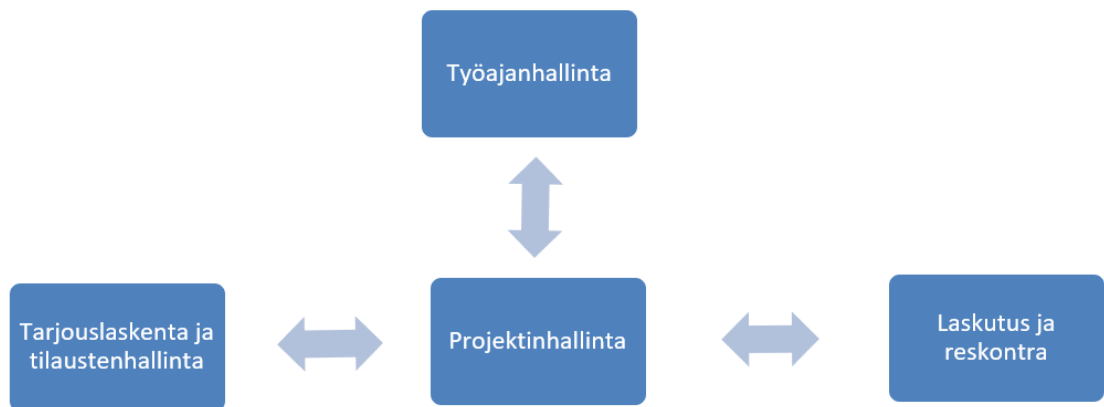 Työajanhallinta
Tarjouslaskenta ja
tilaustenhallinta
Projektinhallinta
Laskutus ja
reskontra